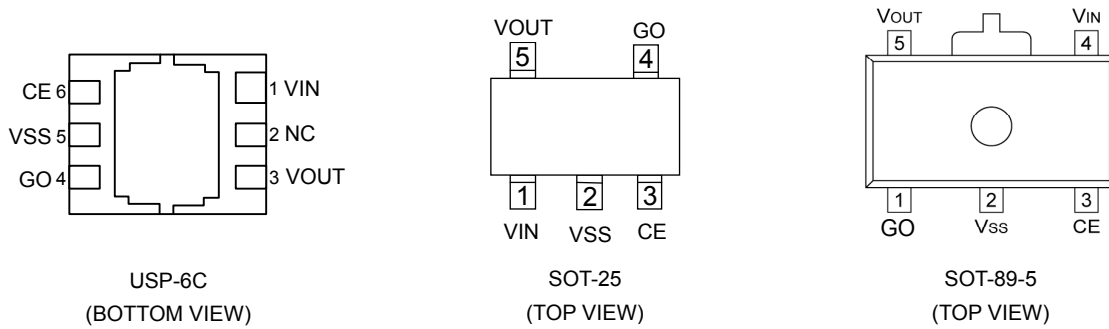 CE 6
VSS 5
GO 4
1 VIN
2 NC
3 VOUT
USP-6C
(BOTTOM VIEW)
VOUT
GO
5
4
1
2
3
VIN
VSS
CE
SOT-25
(TOP VIEW)
VOUT
VIN
5
4
1
2
3
GO
VSS
CE
SOT-89-5
(TOP VIEW)